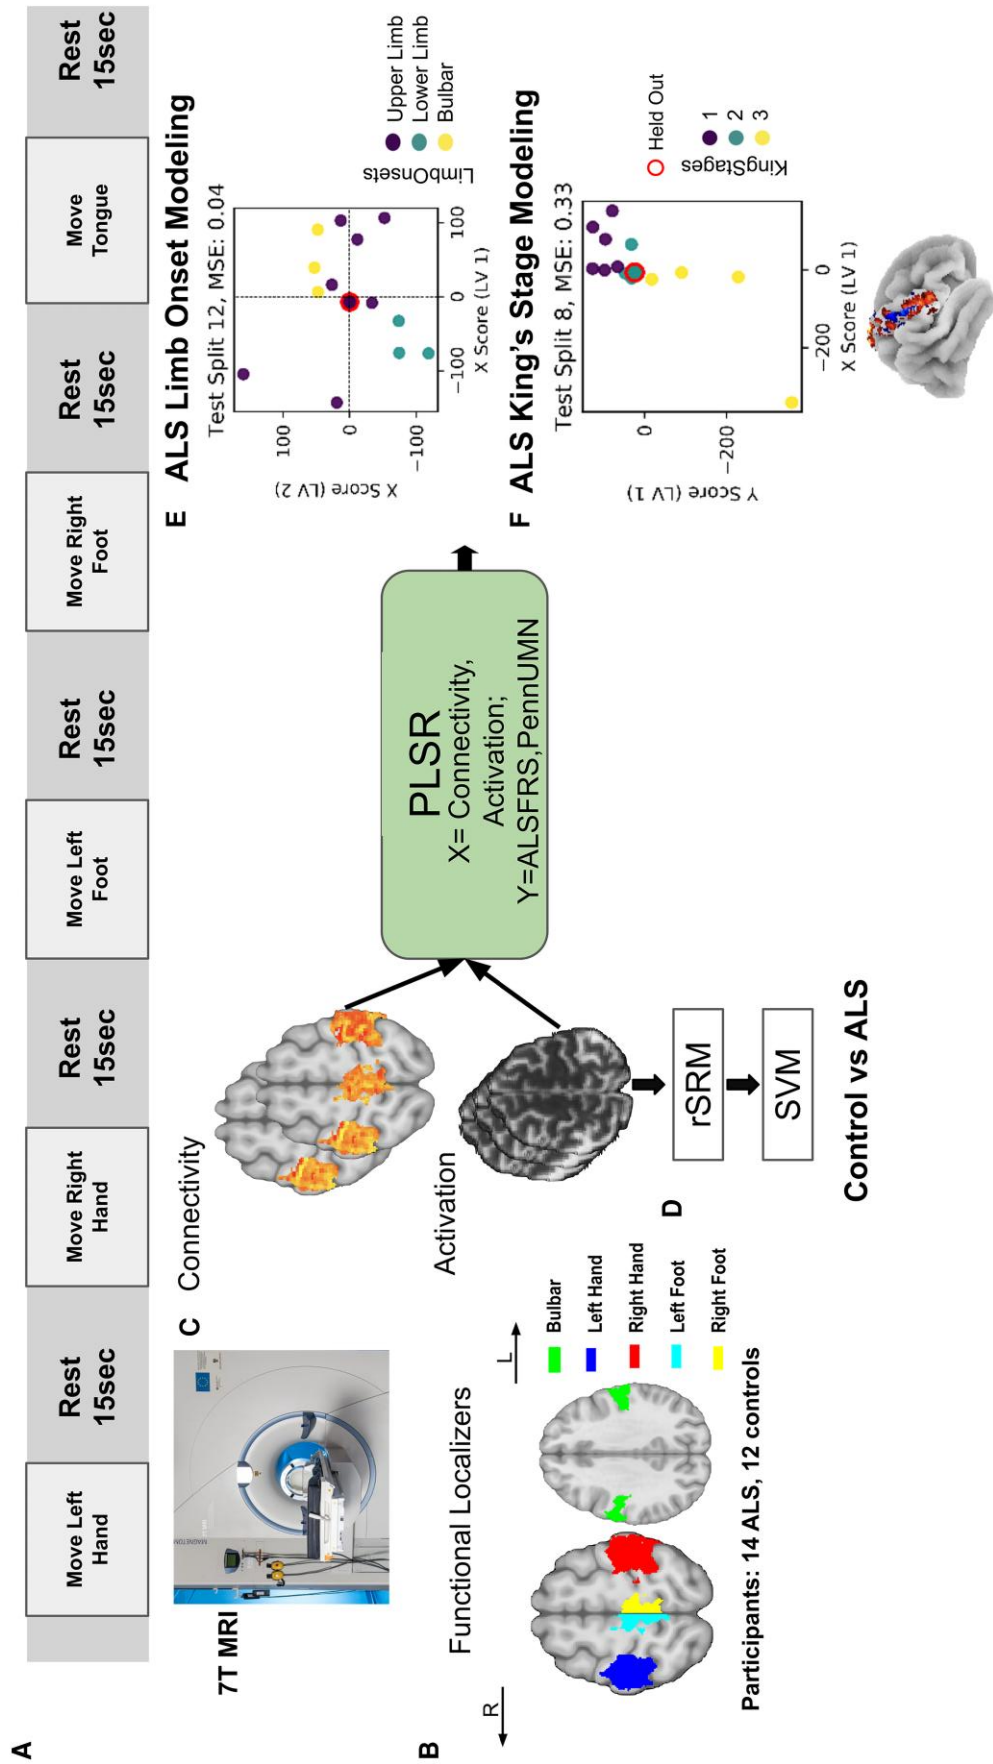 A
Move Left
Hand
Rest
15sec
Move Right
Hand
Rest
15sec
Move Left
Foot
Rest
15sec
Move Right
Foot
Rest
15sec
Move
Tongue
Rest
15sec
7T MRI
MAGNETOM
B
Functional Localizers
R
L
Bulbar
Left Hand
Right Hand
Left Foot
Right Foot
Participants: 14 ALS, 12 controls
C
Connectivity
Activation
D
rSRM
SVM
Control vs ALS
PLSR
X= Connectivity,
Activation;
Y=ALSFRS,PennUMN
E
ALS Limb Onset Modeling
Test Split 12, MSE: 0.04
X Score (LV 2)
100
0
−100
−100
0
100
X Score (LV 1)
LimbOnsets
Upper Limb
Lower Limb
Bulbar
F
ALS King's Stage Modeling
Test Split 8, MSE: 0.33
Y Score (LV 1)
0
−200
−200
0
X Score (LV 1)
Held Out
KingStages
1
2
3